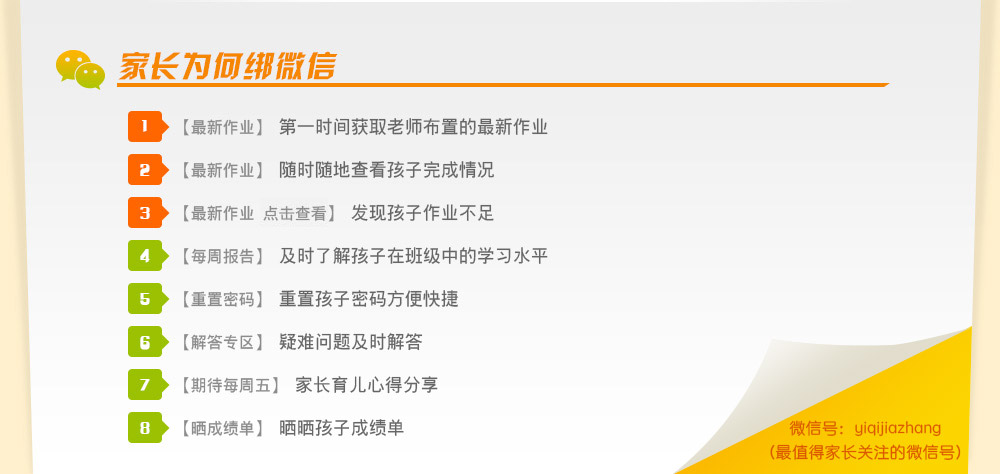 家长为何绑微信
1 【最新作业】 第一时间获取老师布置的最新作业
2 【最新作业】 随时随地查看孩子完成情况
3 【最新作业 点击查看】 发现孩子作业不足
4 【每周报告】 及时了解孩子在班级中的学习水平
5 【重置密码】 重置孩子密码方便快捷
6 【解答专区】 疑难问题及时解答
7 【期待每周五】 家长育儿心得分享
8 【晒成绩单】 晒晒孩子成绩单
微信号：yiqijiazhang
（最值得家长关注的微信号）